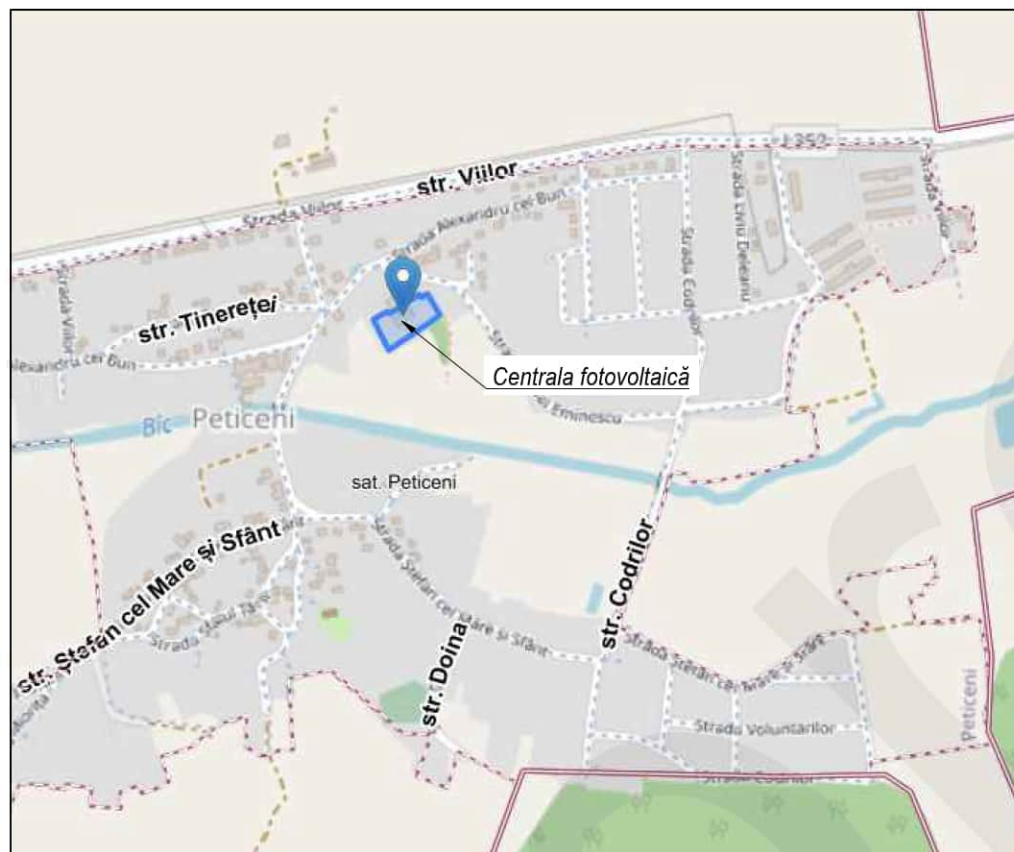 L352
str. Viilor
Strada Viilor
Strada Alexandru cel Bun
Strada Liviu Deleanu
Strada Viilor
Strada Codrilor
Strada Viilor
str. Tinereței
Alexandru cel Bun
Centrala fotovoltaică
Eminescu
Peticeni
Bîc
sat. Peticeni
str. Ștefan cel Mare și Sfânt
Strada Ștefan cel Mare și Sfânt
str. Codrilor
str. Doina
Strada Ștefan cel Mare și Sfânt
Peticeni
Strada Voluntarilor
Strada Codrilor